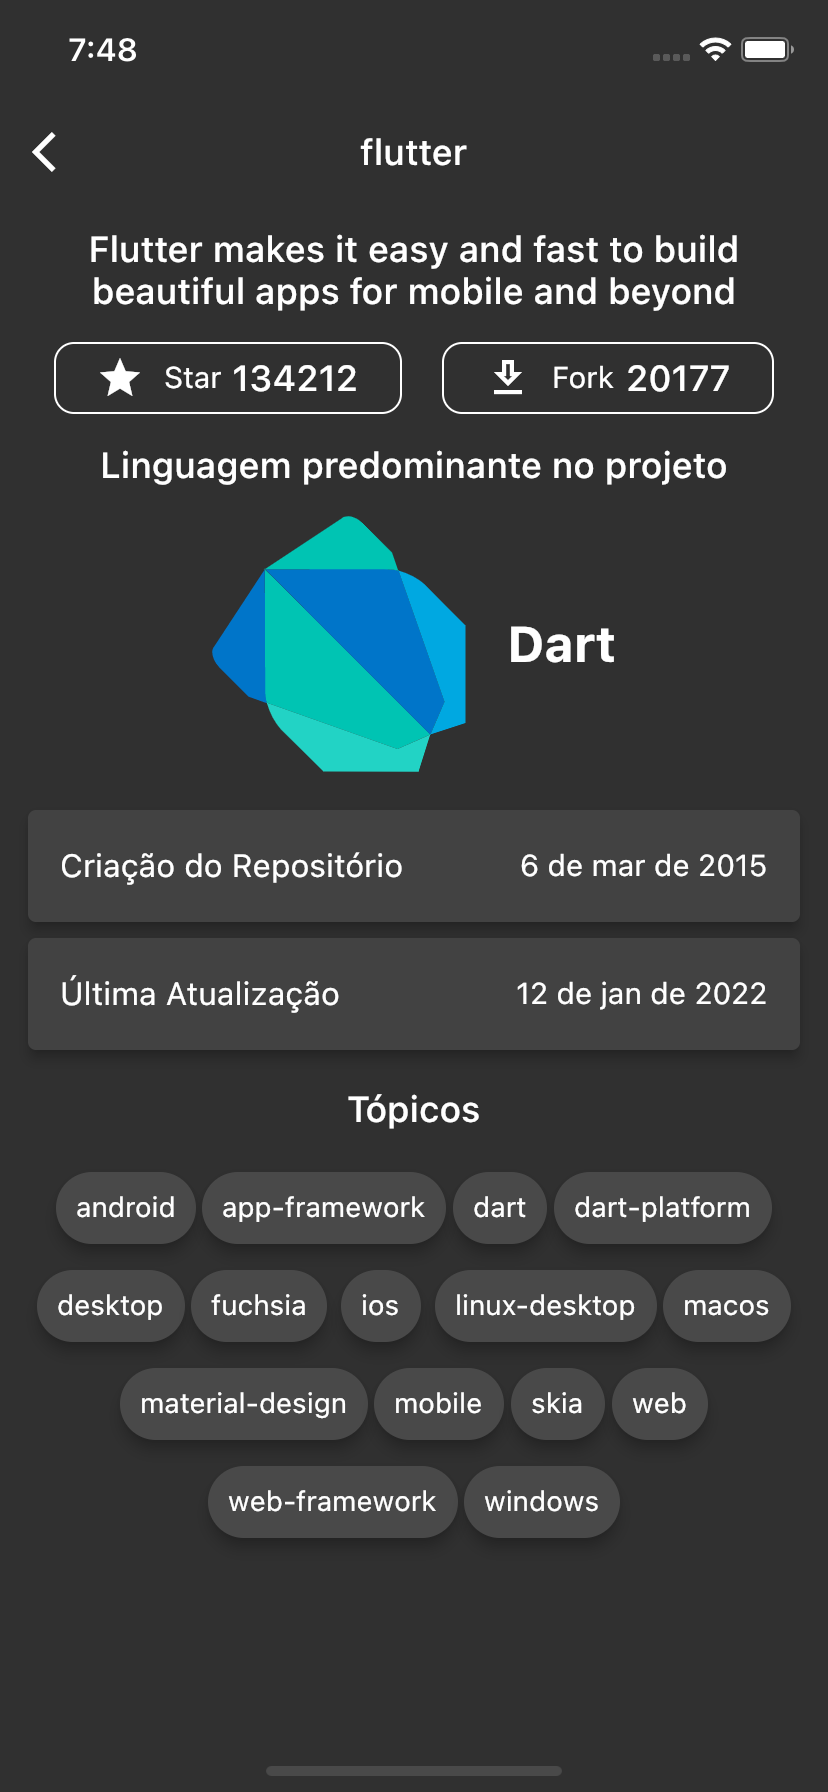 7:48
flutter
Flutter makes it easy and fast to build
beautiful apps for mobile and beyond
Star 134212 Fork 20177
Linguagem predominante no projeto
Dart
Criação do Repositório 6 de mar de 2015
Última Atualização 12 de jan de 2022
Tópicos
android app-framework dart dart-platform
desktop fuchsia ios linux-desktop macos
material-design mobile skia web
web-framework windows